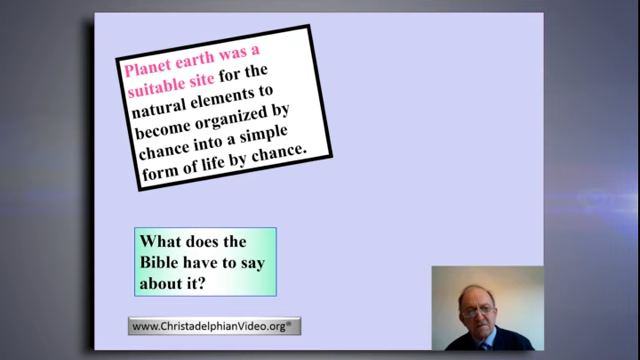 Planet earth was a
suitable site for the
natural elements to
become organized by
chance into a simple
form of life by chance.
What does the
Bible have to say
about it?
www.ChristadelphianVideo.org®